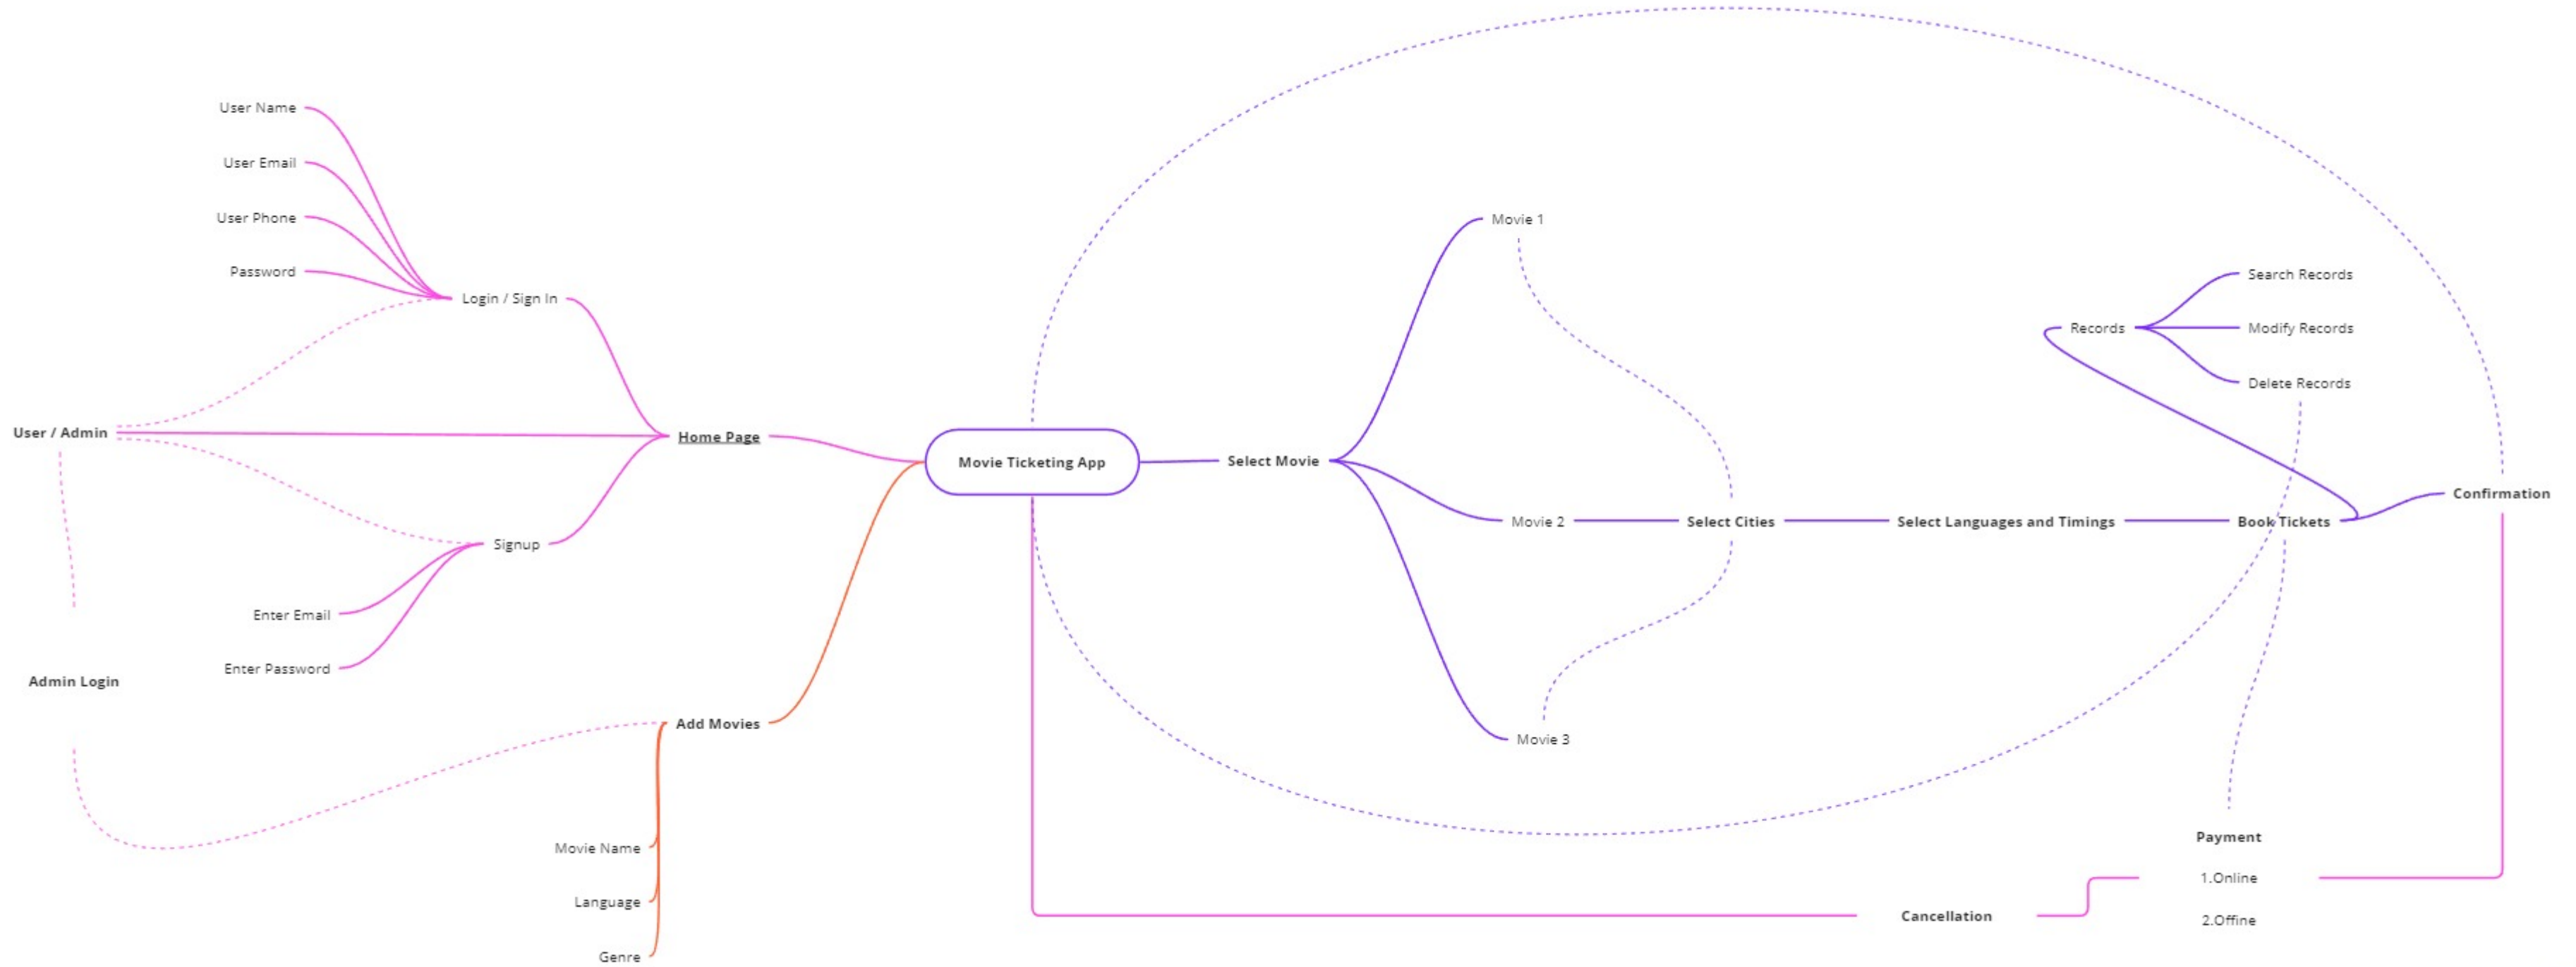 User Name
User Email
User Phone
Password
Login / Sign In
User / Admin
Home Page
Signup
Enter Email
Enter Password
Admin Login
Add Movies
Movie Name
Language
Genre
Movie Ticketing App
Select Movie
Movie 1
Movie 2
Movie 3
Select Cities
Select Languages and Timings
Book Tickets
Records
Search Records
Modify Records
Delete Records
Confirmation
Payment
1.Online
2.Offine
Cancellation